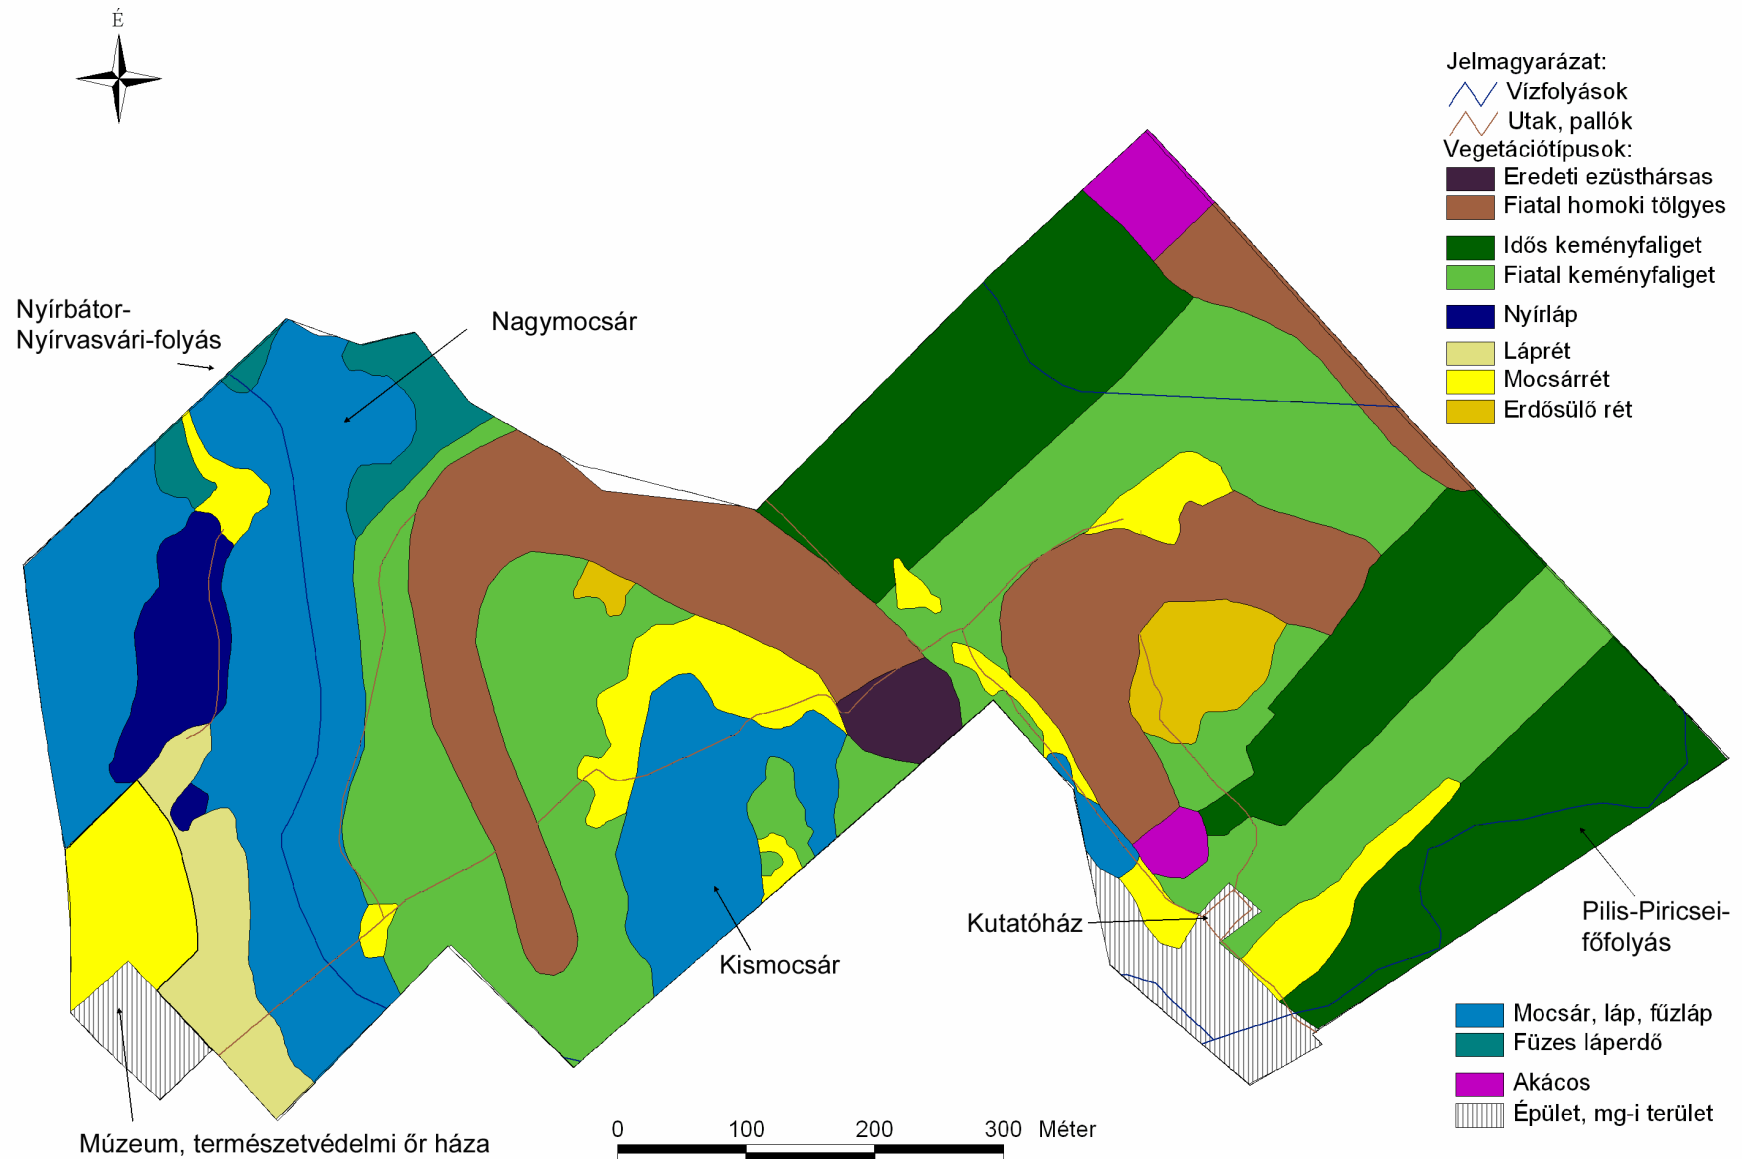 É
Jelmagyarázat:
Vízfolyások
Utak, pallók
Vegetációtípusok:
Eredeti ezüsthársas
Fiatal homoki tölgyes
Idős keményfaliget
Fiatal keményfaliget
Nyírláp
Láprét
Mocsárrét
Erdősülő rét
Nyírbátor-
Nyírvasvári-folyás
Nagymocsár
Kutatóház
Pilis-Piricsei-
főfolyás
Kismocsár
Mocsár, láp, fűzláp
Füzes láperdő
Akácos
Épület, mg-i terület
Múzeum, természetvédelmi őr háza
0 100 200 300 Méter